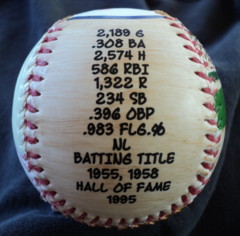 2,189 G
.308 BA
2,574 H
586 RBI
1,322 R
234 SB
.396 OBP
.983 FLG.%
NL
BATTING TITLE
1955, 1958
HALL OF FAME
1995